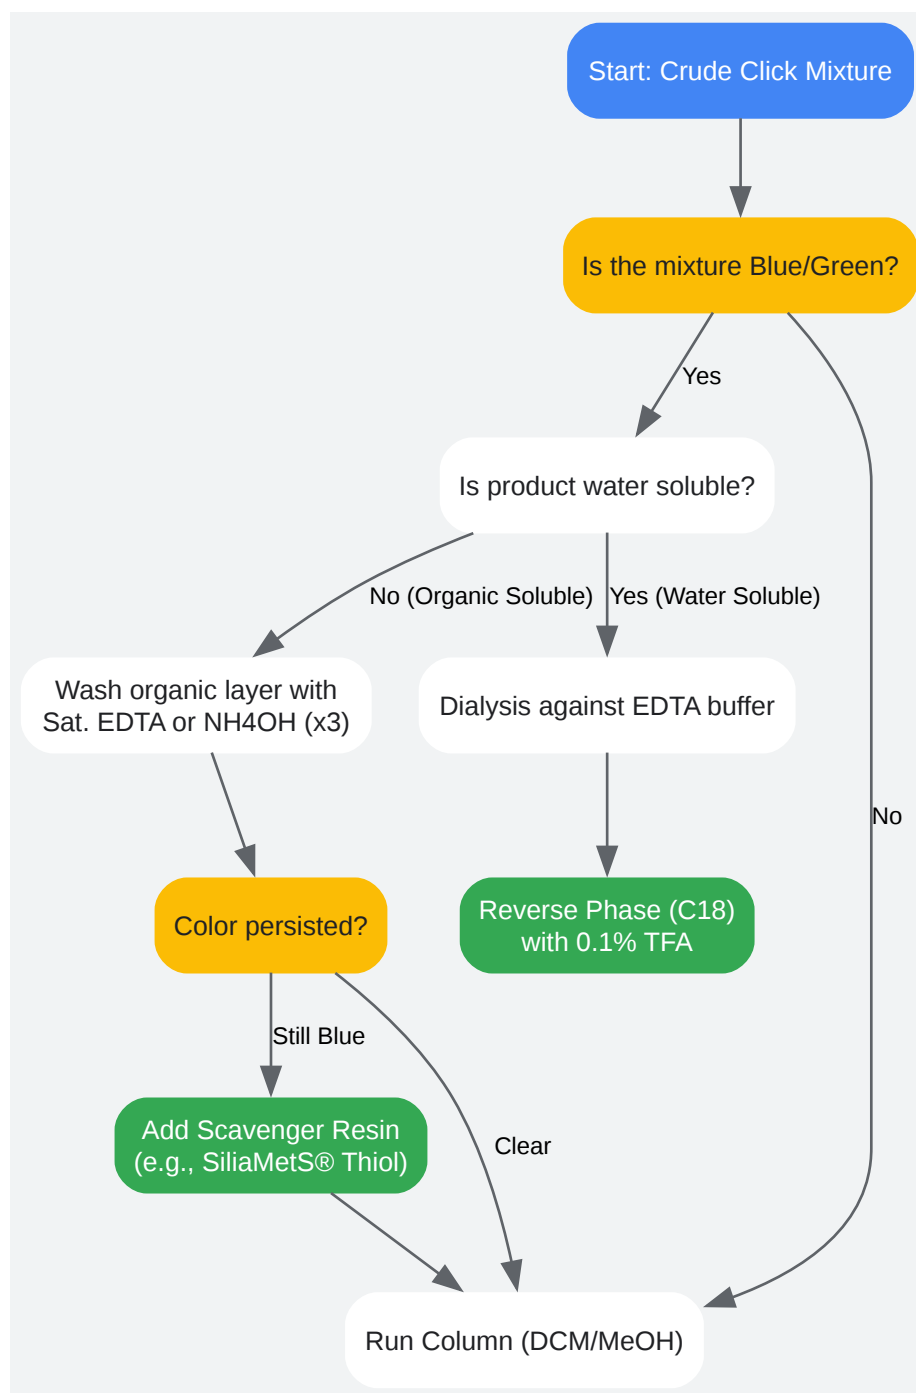 Start: Crude Click Mixture
Is the mixture Blue/Green?
Yes
Is product water soluble?
No (Organic Soluble)
Yes (Water Soluble)
Wash organic layer with
Sat. EDTA or NH4OH (x3)
Dialysis against EDTA buffer
No
Color persisted?
Reverse Phase (C18)
with 0.1% TFA
Still Blue
Add Scavenger Resin
(e.g., SiliaMetS® Thiol)
Clear
Run Column (DCM/MeOH)